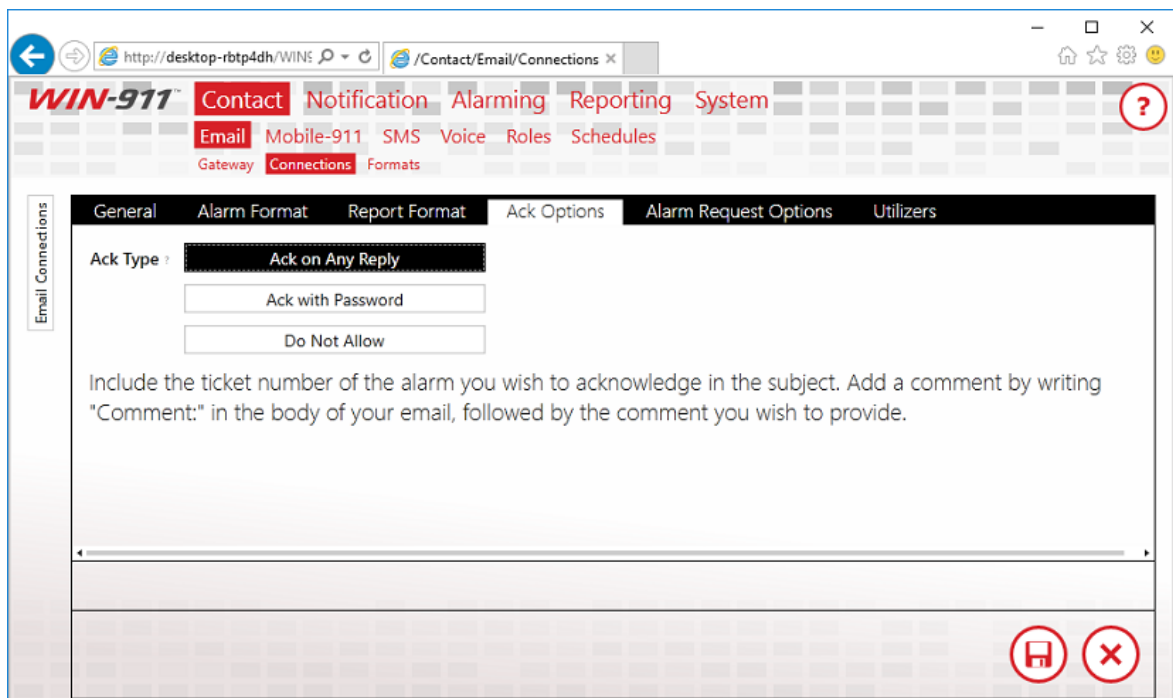 http://desktop-rbtp4dh/WINS
/Contact/Email/Connections
WIN-911™ Contact Notification Alarming Reporting System ?
Email Mobile-911 SMS Voice Roles Schedules
Gateway Connections Formats
Email Connections
General Alarm Format Report Format Ack Options Alarm Request Options Utilizers
Ack Type ? Ack on Any Reply
Ack with Password
Do Not Allow
Include the ticket number of the alarm you wish to acknowledge in the subject. Add a comment by writing
"Comment:" in the body of your email, followed by the comment you wish to provide.